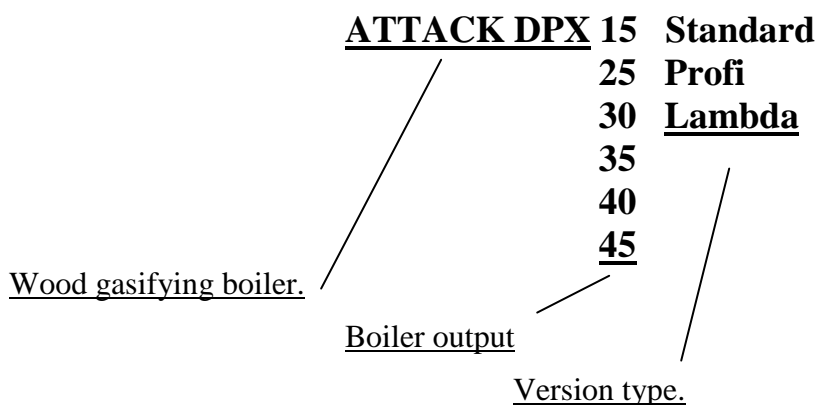 ATTACK DPX 15 Standard
25 Profi
30 Lambda
35
40
45
Wood gasifying boiler.
Boiler output
Version type.